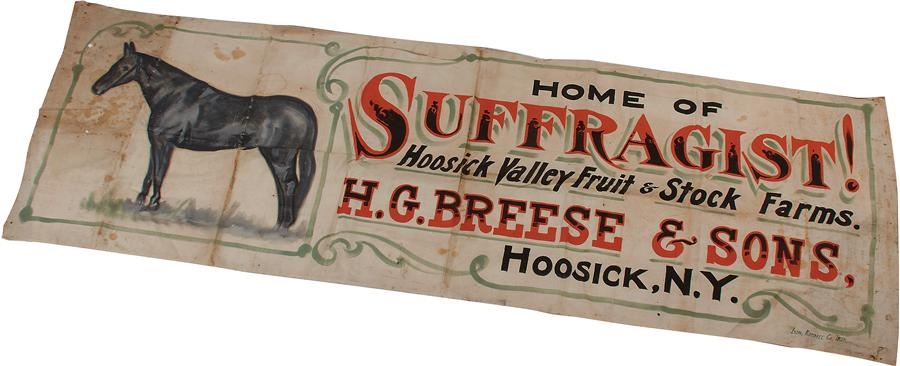 HOME OF
SUFFRAGIST!
Hoosick Valley Fruit & Stock Farms.
H.G.BREESE & SONS,
HOOSICK, N.Y.